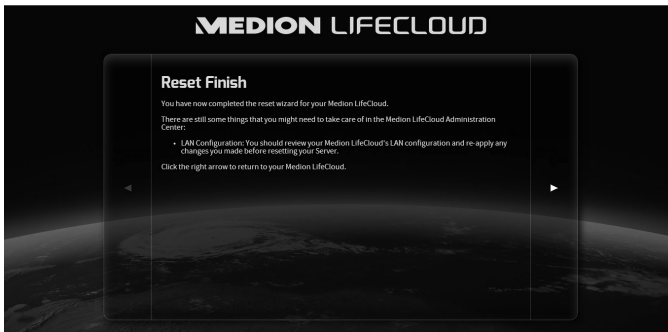 MEDION LIFECLOUD
Reset Finish
You have now completed the reset wizard for your Medion LifeCloud.
There are still some things that you might need to take care of in the Medion LifeCloud Administration
Center:
• LAN Configuration: You should review your Medion LifeCloud's LAN configuration and re-apply any
changes you made before resetting your Server.
Click the right arrow to return to your Medion LifeCloud.